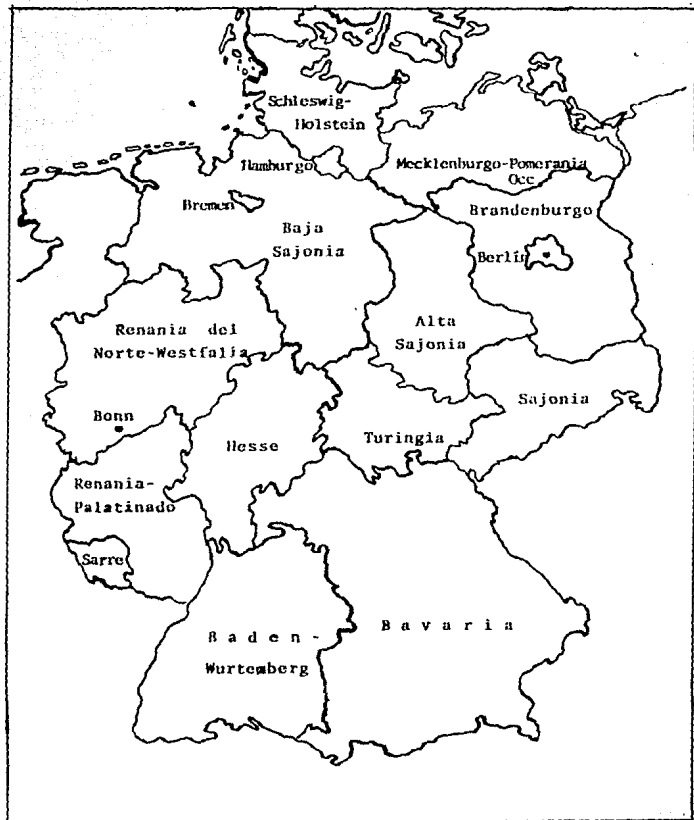 Schleswig-
Holstein
Hamburgo
Mecklenburgo-Pomerania
Occ
Bremen
Brandenburgo
Baja
Sajonia
Berlín
Renania del
Norte-Westfalia
Alta
Sajonia
Sajonia
Bonn
Hesse
Turingia
Renania-
Palatinado
Sarre
Baden-
Wurtemberg
Bavaria